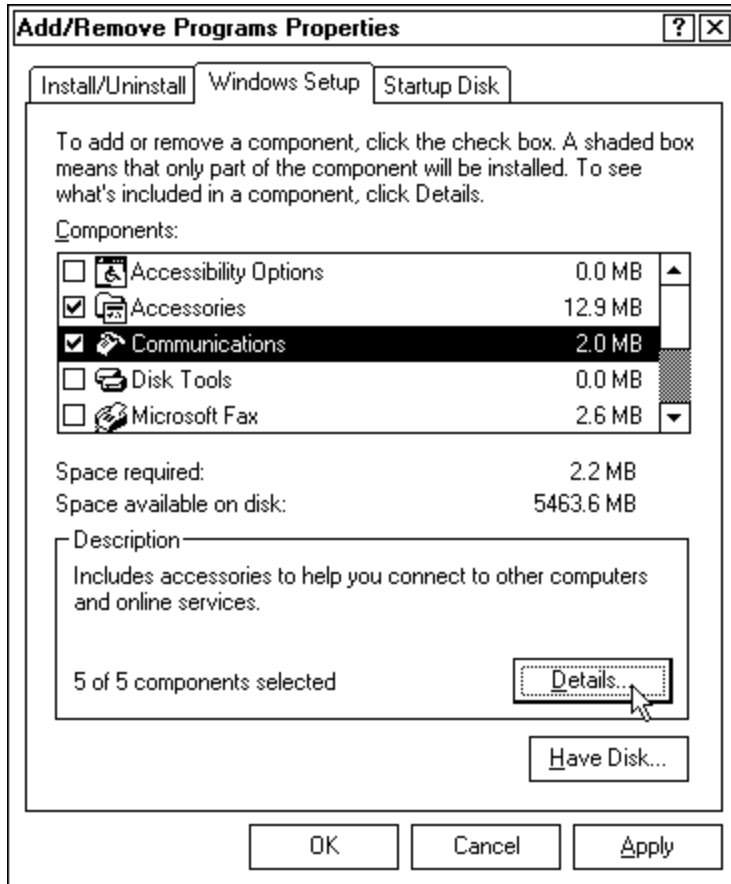 Add/Remove Programs Properties
Install/Uninstall Windows Setup Startup Disk
To add or remove a component, click the check box. A shaded box
means that only part of the component will be installed. To see
what's included in a component, click Details.
Components:
Accessibility Options 0.0 MB
Accessories 12.9 MB
Communications 2.0 MB
Disk Tools 0.0 MB
Microsoft Fax 2.6 MB
Space required: 2.2 MB
Space available on disk: 5463.6 MB
Description
Includes accessories to help you connect to other computers
and online services.
5 of 5 components selected
Details...
Have Disk...
OK Cancel Apply